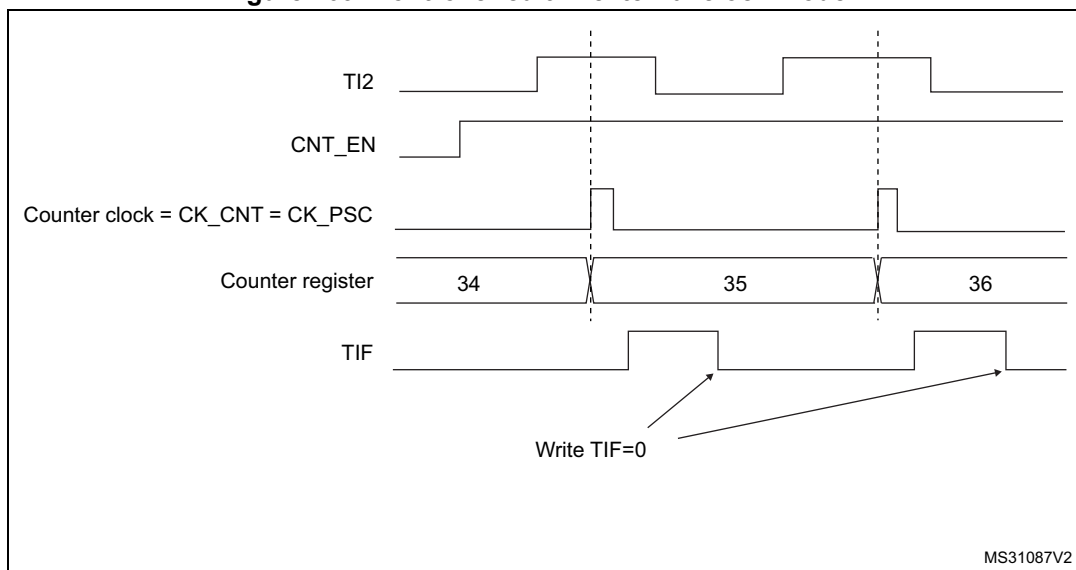 TI2
CNT_EN
Counter clock = CK_CNT = CK_PSC
Counter register 34 35 36
TIF
Write TIF=0
MS31087V2